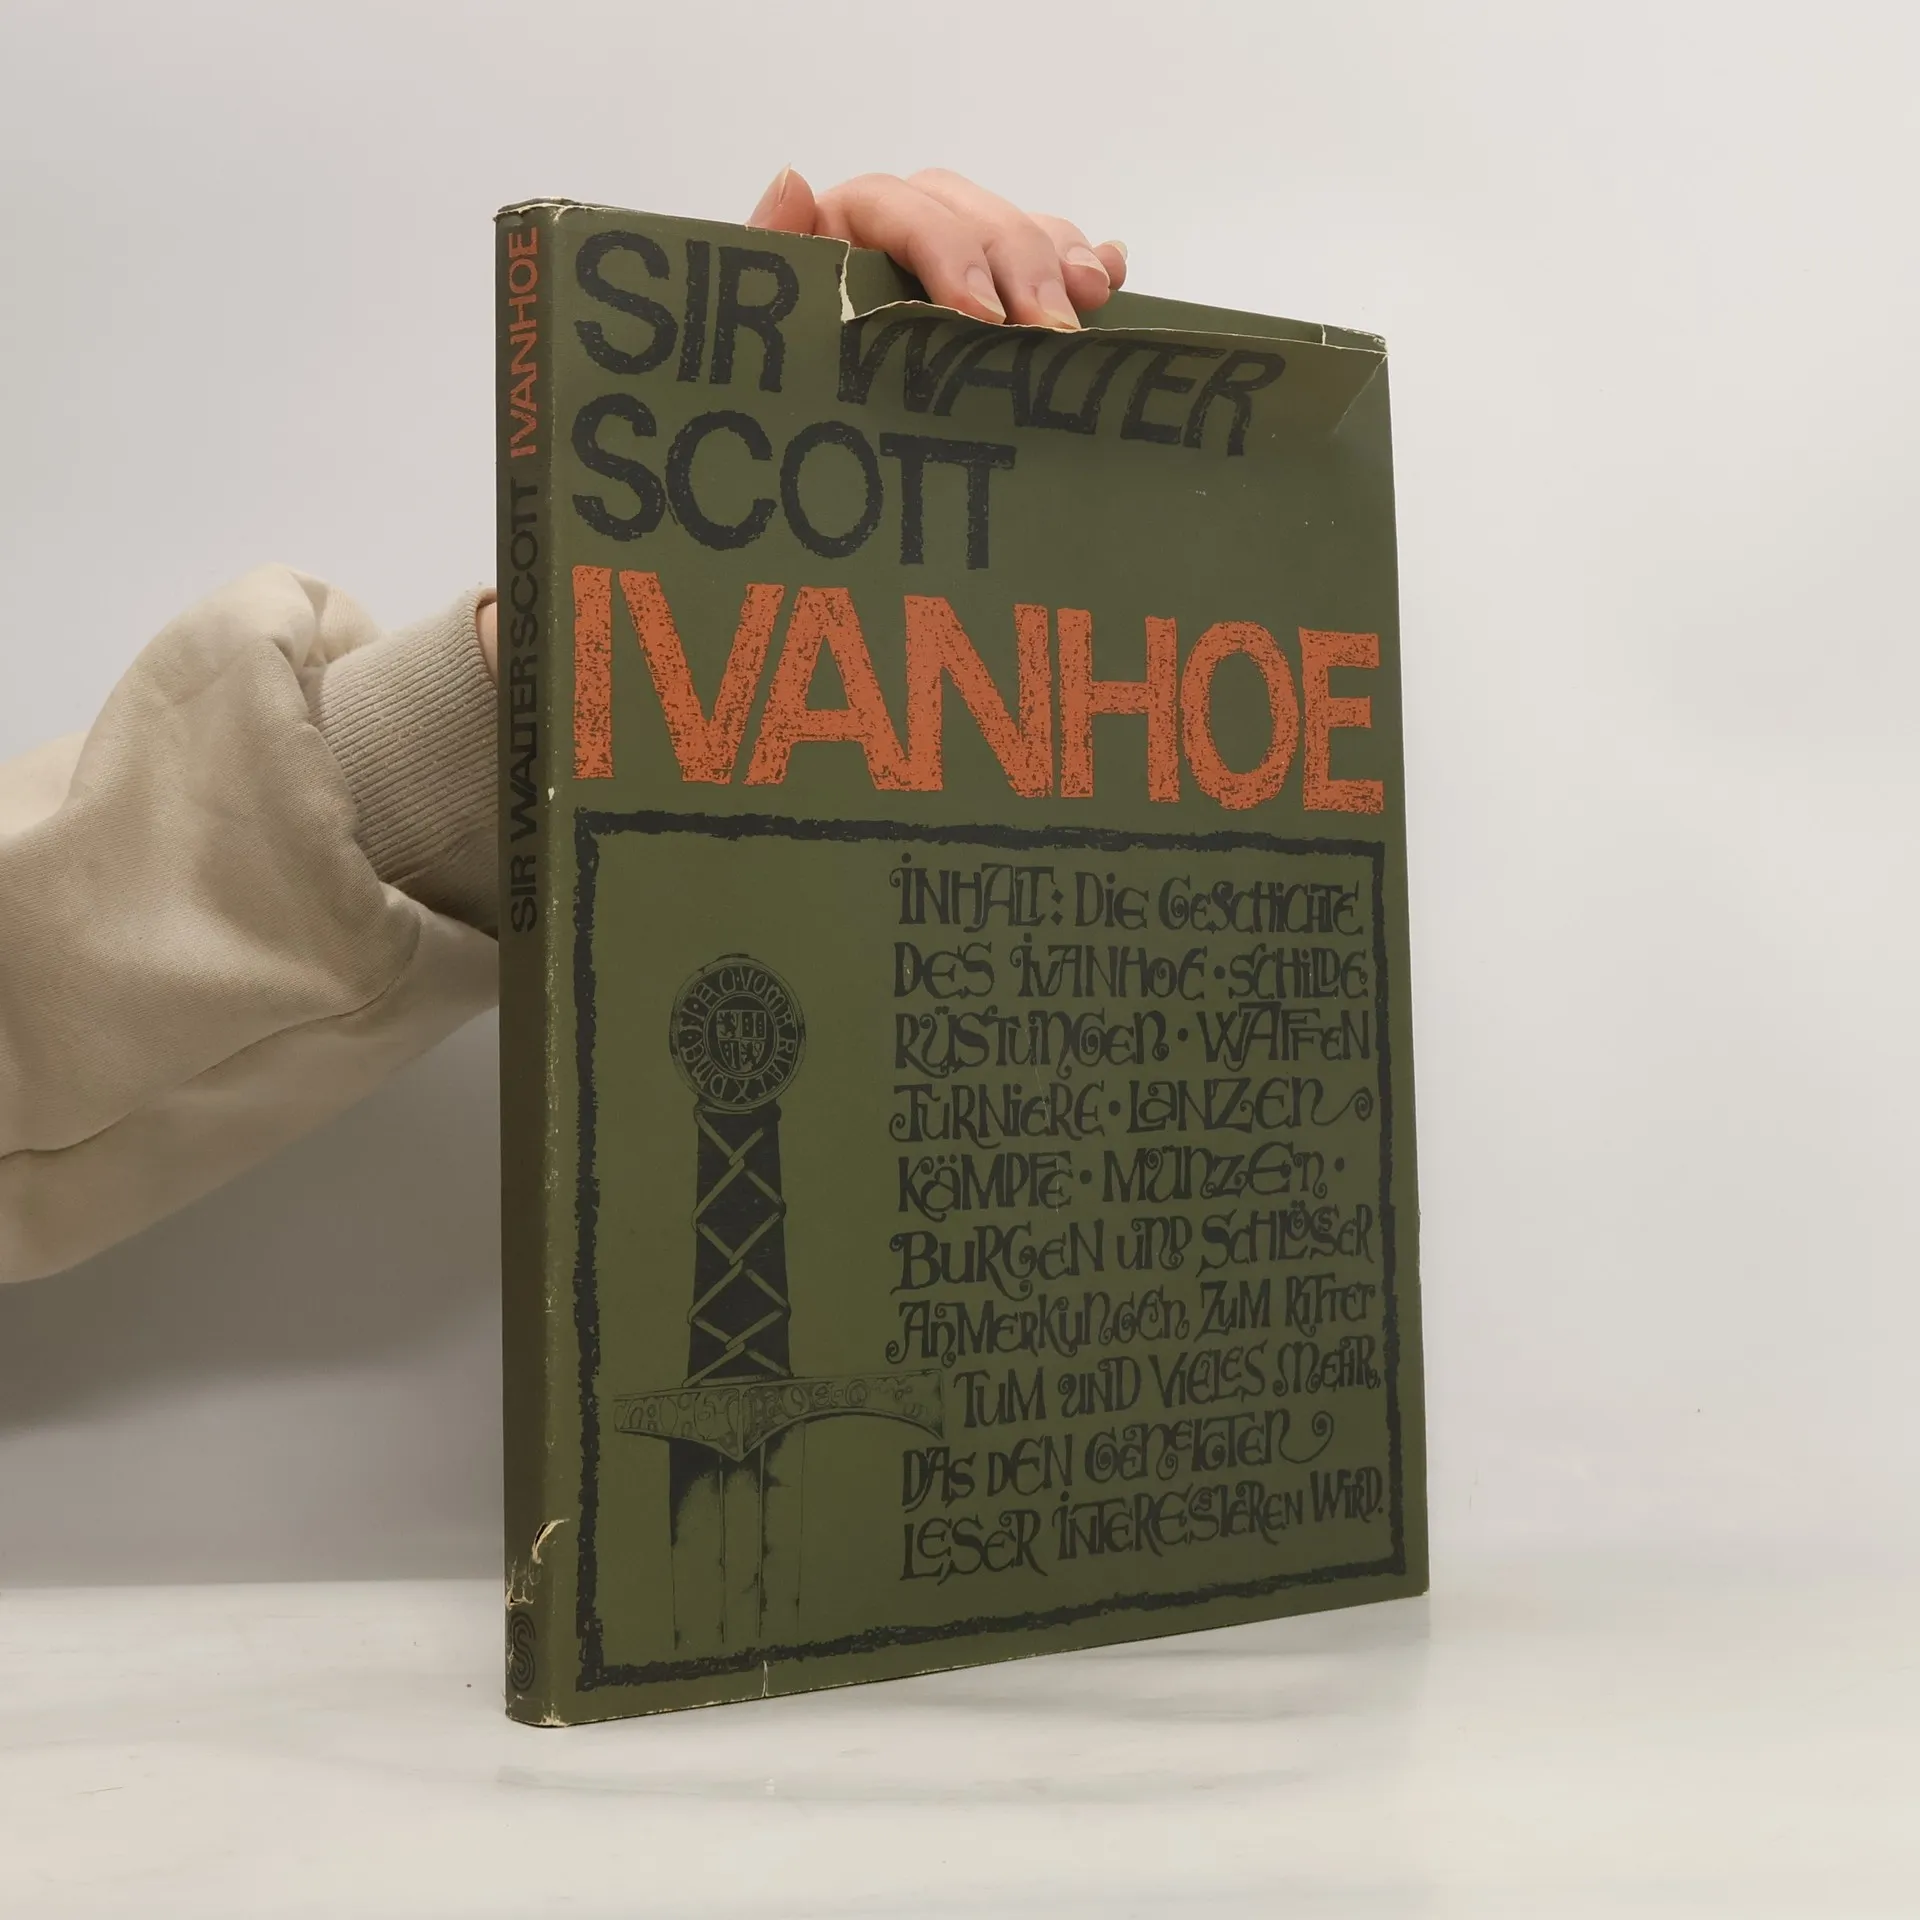 SIR WALTER SCOTT IVANHOE
SIR WALTER
SCOTT
IVANHOE
INHALT: DIE GESCHICHTE
DES IVANHOE · SCHILDE
RÜSTUNGEN · WAFFEN
TURNIERE · LANZEN
KÄMPFE · MÜNZEN ·
BURGEN UND SCHLÖSSER
ANMERKUNGEN ZUM RITTER
TUM UND VIELES MEHR,
DAS DEN GENEIGTEN
LESER INTERESSIEREN WIRD.